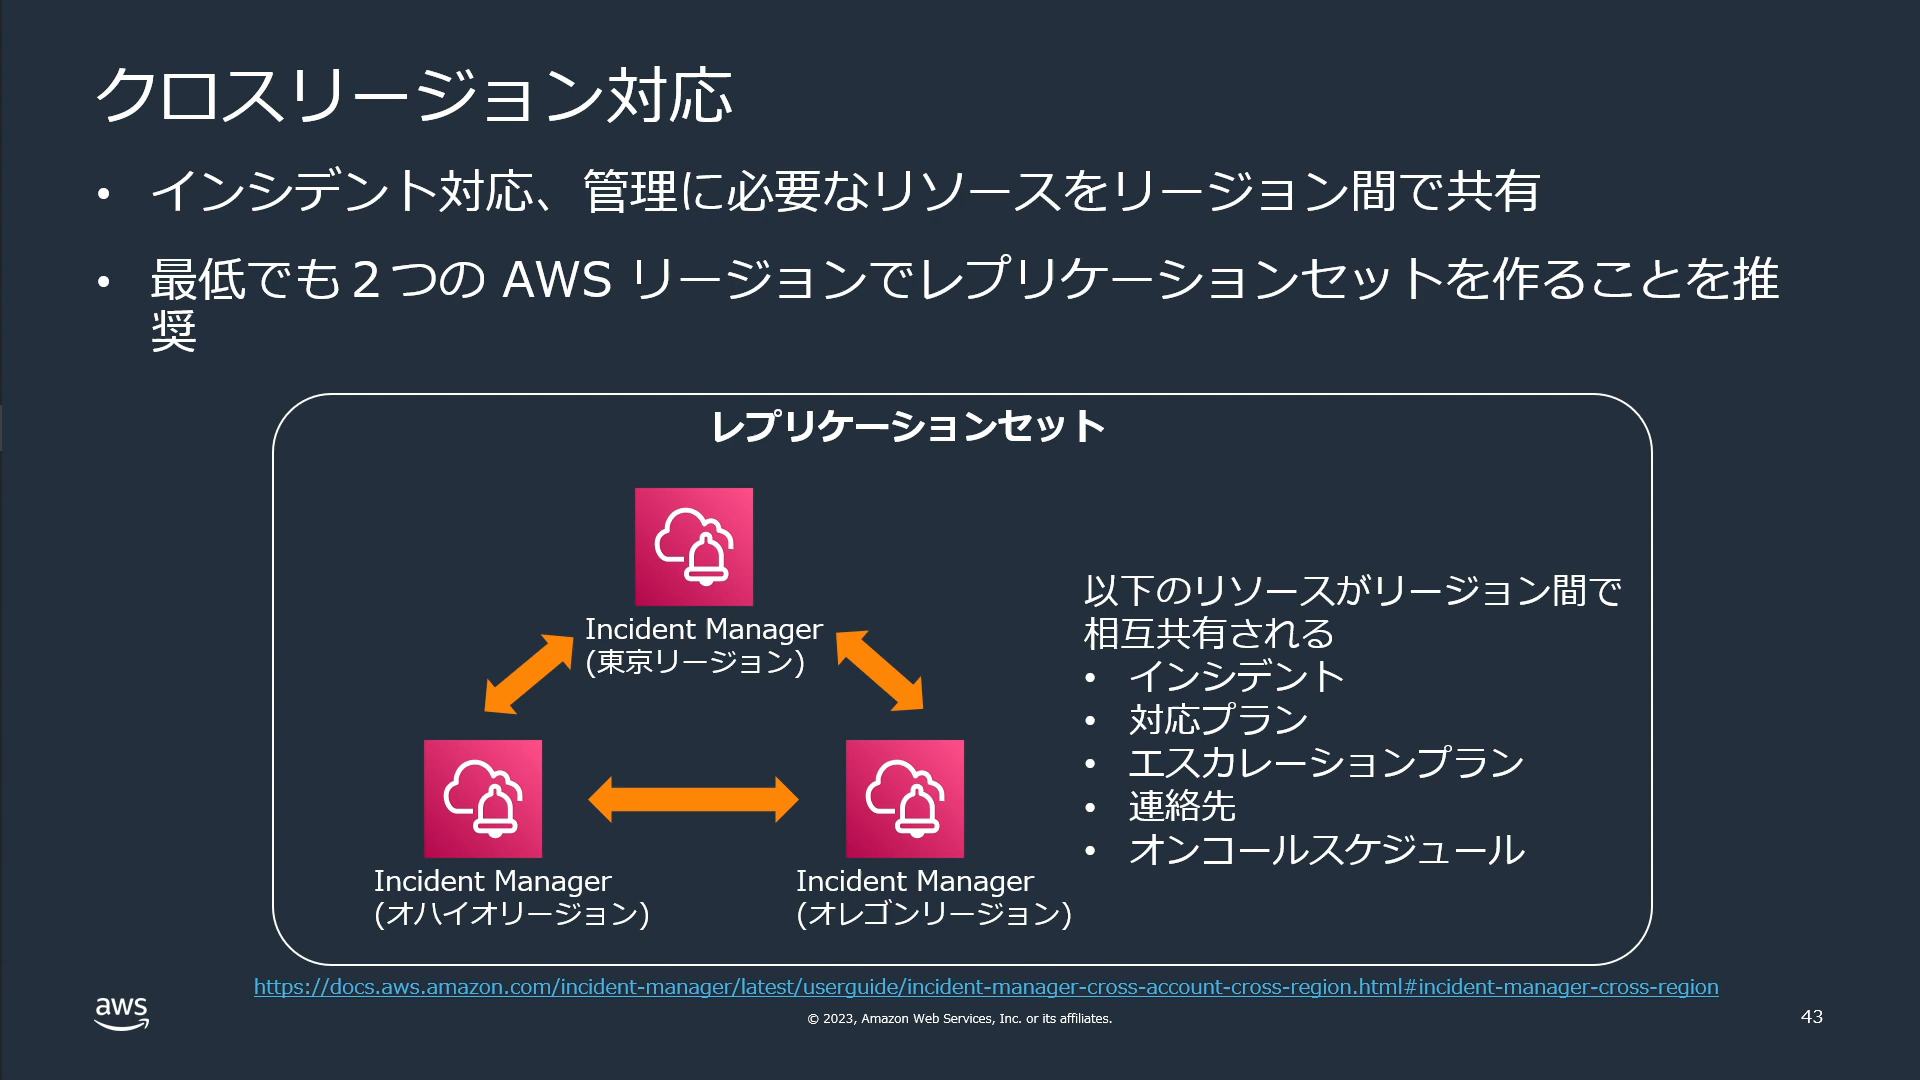 クロスリージョン対応
• インシデント対応、管理に必要なリソースをリージョン間で共有
• 最低でも２つの AWS リージョンでレプリケーションセットを作ることを推
奨
レプリケーションセット
Incident Manager
(東京リージョン)
Incident Manager
(オハイオリージョン)
Incident Manager
(オレゴンリージョン)
以下のリソースがリージョン間で
相互共有される
• インシデント
• 対応プラン
• エスカレーションプラン
• 連絡先
• オンコールスケジュール
https://docs.aws.amazon.com/incident-manager/latest/userguide/incident-manager-cross-account-cross-region.html#incident-manager-cross-region
aws
© 2023, Amazon Web Services, Inc. or its affiliates.
43